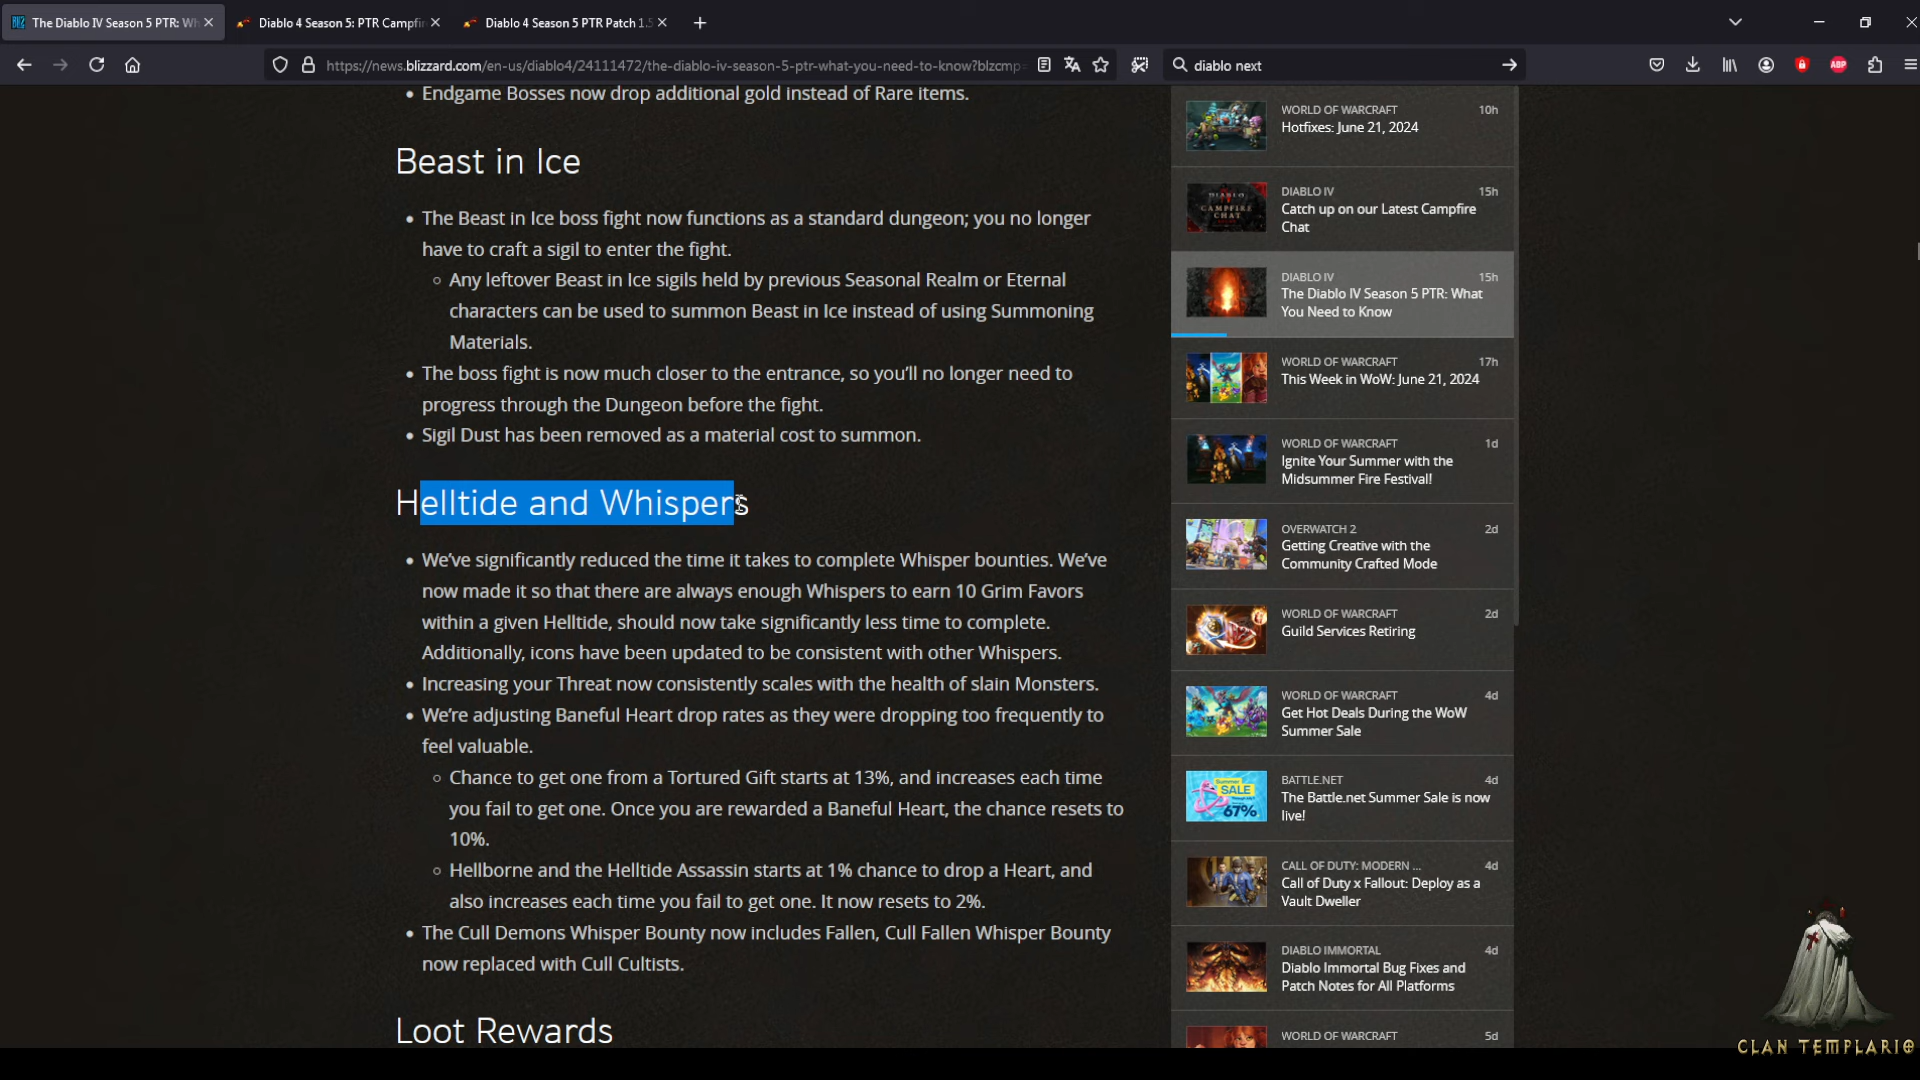 The Diablo IV Season 5 PTR: Wh
Diablo 4 Season 5: PTR Campfir
Diablo 4 Season 5 PTR Patch 1.5
https://news.blizzard.com/en-us/diablo4/24111472/the-diablo-iv-season-5-ptr-what-you-need-to-know?blzcmp=
diablo next
ABP
Endgame Bosses now drop additional gold instead of Rare items.
Beast in Ice
The Beast in Ice boss fight now functions as a standard dungeon; you no longer
have to craft a sigil to enter the fight.
Any leftover Beast in Ice sigils held by previous Seasonal Realm or Eternal
characters can be used to summon Beast in Ice instead of using Summoning
Materials.
The boss fight is now much closer to the entrance, so you'll no longer need to
progress through the Dungeon before the fight.
Sigil Dust has been removed as a material cost to summon.
Helltide and Whispers
We've significantly reduced the time it takes to complete Whisper bounties. We've
now made it so that there are always enough Whispers to earn 10 Grim Favors
within a given Helltide, should now take significantly less time to complete.
Additionally, icons have been updated to be consistent with other Whispers.
Increasing your Threat now consistently scales with the health of slain Monsters.
We're adjusting Baneful Heart drop rates as they were dropping too frequently to
feel valuable.
Chance to get one from a Tortured Gift starts at 13%, and increases each time
you fail to get one. Once you are rewarded a Baneful Heart, the chance resets to
10%.
Hellborne and the Helltide Assassin starts at 1% chance to drop a Heart, and
also increases each time you fail to get one. It now resets to 2%.
The Cull Demons Whisper Bounty now includes Fallen, Cull Fallen Whisper Bounty
now replaced with Cull Cultists.
Loot Rewards
WORLD OF WARCRAFT 10h
Hotfixes: June 21, 2024
DIABLO IV 15h
Catch up on our Latest Campfire
Chat
DIABLO IV 15h
The Diablo IV Season 5 PTR: What
You Need to Know
WORLD OF WARCRAFT 17h
This Week in WoW: June 21, 2024
WORLD OF WARCRAFT 1d
Ignite Your Summer with the
Midsummer Fire Festival!
OVERWATCH 2 2d
Getting Creative with the
Community Crafted Mode
WORLD OF WARCRAFT 2d
Guild Services Retiring
WORLD OF WARCRAFT 4d
Get Hot Deals During the WoW
Summer Sale
BATTLE.NET 4d
The Battle.net Summer Sale is now
live!
CALL OF DUTY: MODERN ... 4d
Call of Duty x Fallout: Deploy as a
Vault Dweller
DIABLO IMMORTAL 4d
Diablo Immortal Bug Fixes and
Patch Notes for All Platforms
WORLD OF WARCRAFT 5d
CAMPFIRE
CHAT
SALE
67%
CLAN TEMPLARIO